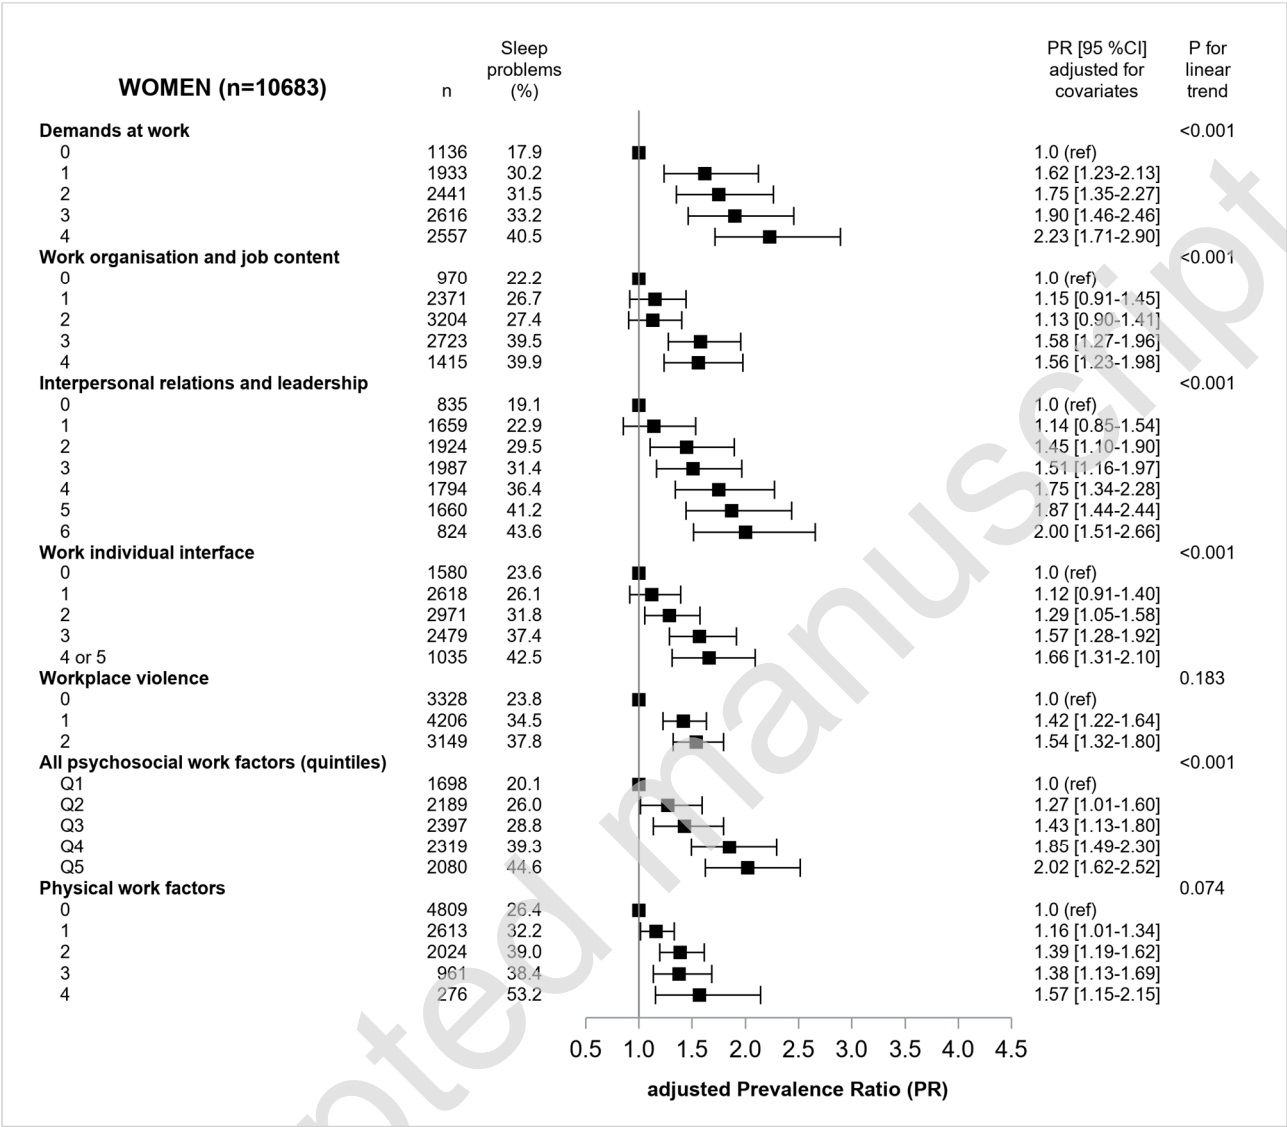 WOMEN (n=10683)
n
Sleep
problems
(%)
PR [95 %CI]
adjusted for
covariates
P for
linear
trend
Demands at work <0.001
0 1136 17.9 1.0 (ref)
1 1933 30.2 1.62 [1.23-2.13]
2 2441 31.5 1.75 [1.35-2.27]
3 2616 33.2 1.90 [1.46-2.46]
4 2557 40.5 2.23 [1.71-2.90]
Work organisation and job content <0.001
0 970 22.2 1.0 (ref)
1 2371 26.7 1.15 [0.91-1.45]
2 3204 27.4 1.13 [0.90-1.41]
3 2723 39.5 1.58 [1.27-1.96]
4 1415 39.9 1.56 [1.23-1.98]
Interpersonal relations and leadership <0.001
0 835 19.1 1.0 (ref)
1 1659 22.9 1.14 [0.85-1.54]
2 1924 29.5 1.45 [1.10-1.90]
3 1987 31.4 1.51 [1.16-1.97]
4 1794 36.4 1.75 [1.34-2.28]
5 1660 41.2 1.87 [1.44-2.44]
6 824 43.6 2.00 [1.51-2.66]
Work individual interface <0.001
0 1580 23.6 1.0 (ref)
1 2618 26.1 1.12 [0.91-1.40]
2 2971 31.8 1.29 [1.05-1.58]
3 2479 37.4 1.57 [1.28-1.92]
4 or 5 1035 42.5 1.66 [1.31-2.10]
Workplace violence 0.183
0 3328 23.8 1.0 (ref)
1 4206 34.5 1.42 [1.22-1.64]
2 3149 37.8 1.54 [1.32-1.80]
All psychosocial work factors (quintiles) <0.001
Q1 1698 20.1 1.0 (ref)
Q2 2189 26.0 1.27 [1.01-1.60]
Q3 2397 28.8 1.43 [1.13-1.80]
Q4 2319 39.3 1.85 [1.49-2.30]
Q5 2080 44.6 2.02 [1.62-2.52]
Physical work factors 0.074
0 4809 26.4 1.0 (ref)
1 2613 32.2 1.16 [1.01-1.34]
2 2024 39.0 1.39 [1.19-1.62]
3 961 38.4 1.38 [1.13-1.69]
4 276 53.2 1.57 [1.15-2.15]
0.5 1.0 1.5 2.0 2.5 3.0 3.5 4.0 4.5
adjusted Prevalence Ratio (PR)
pted manuscript